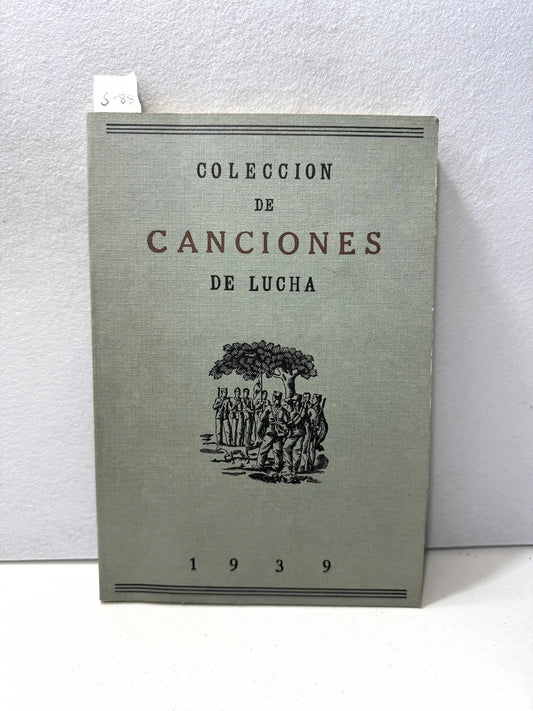 S-88
COLECCION
DE
CANCIONES
DE LUCHA
1939